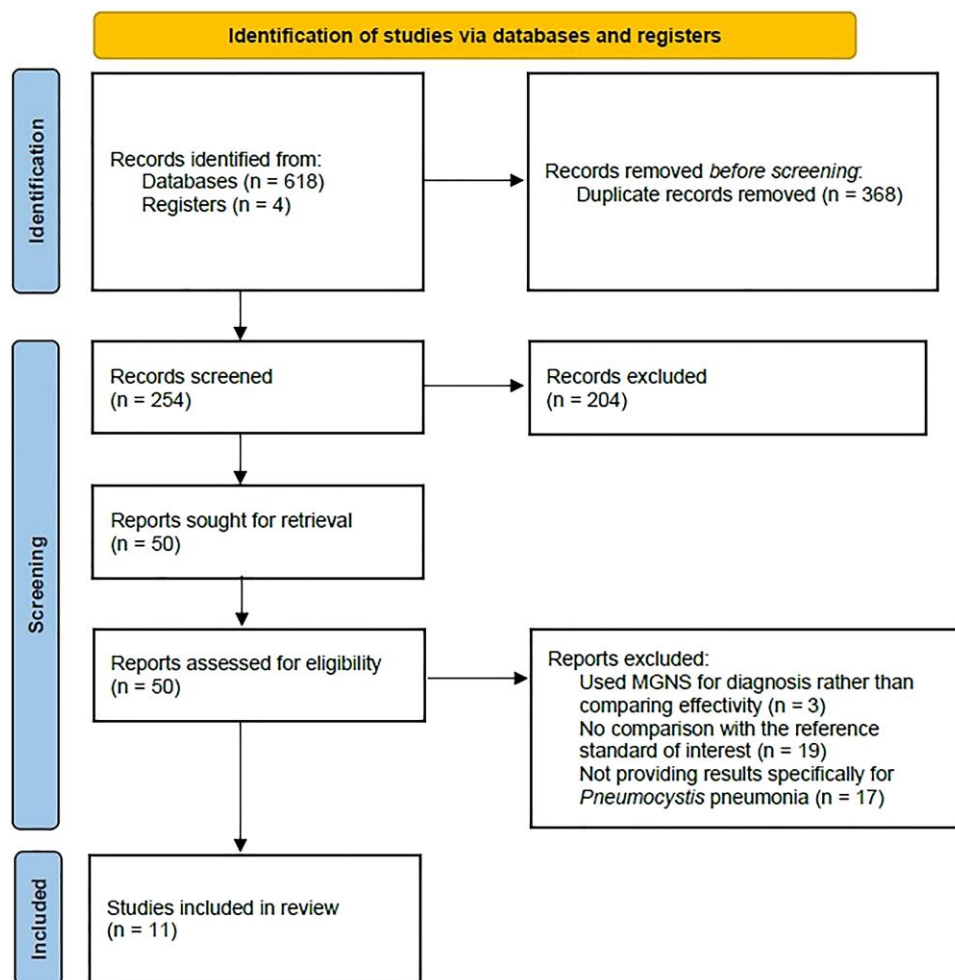 Identification of studies via databases and registers
Identification
Records identified from:
Databases (n = 618)
Registers (n = 4)
Records removed before screening:
Duplicate records removed (n = 368)
Screening
Records screened
(n = 254)
Records excluded
(n = 204)
Reports sought for retrieval
(n = 50)
Reports assessed for eligibility
(n = 50)
Reports excluded:
Used MGNS for diagnosis rather than
comparing effectivity (n = 3)
No comparison with the reference
standard of interest (n = 19)
Not providing results specifically for
Pneumocystis pneumonia (n = 17)
Included
Studies included in review
(n = 11)